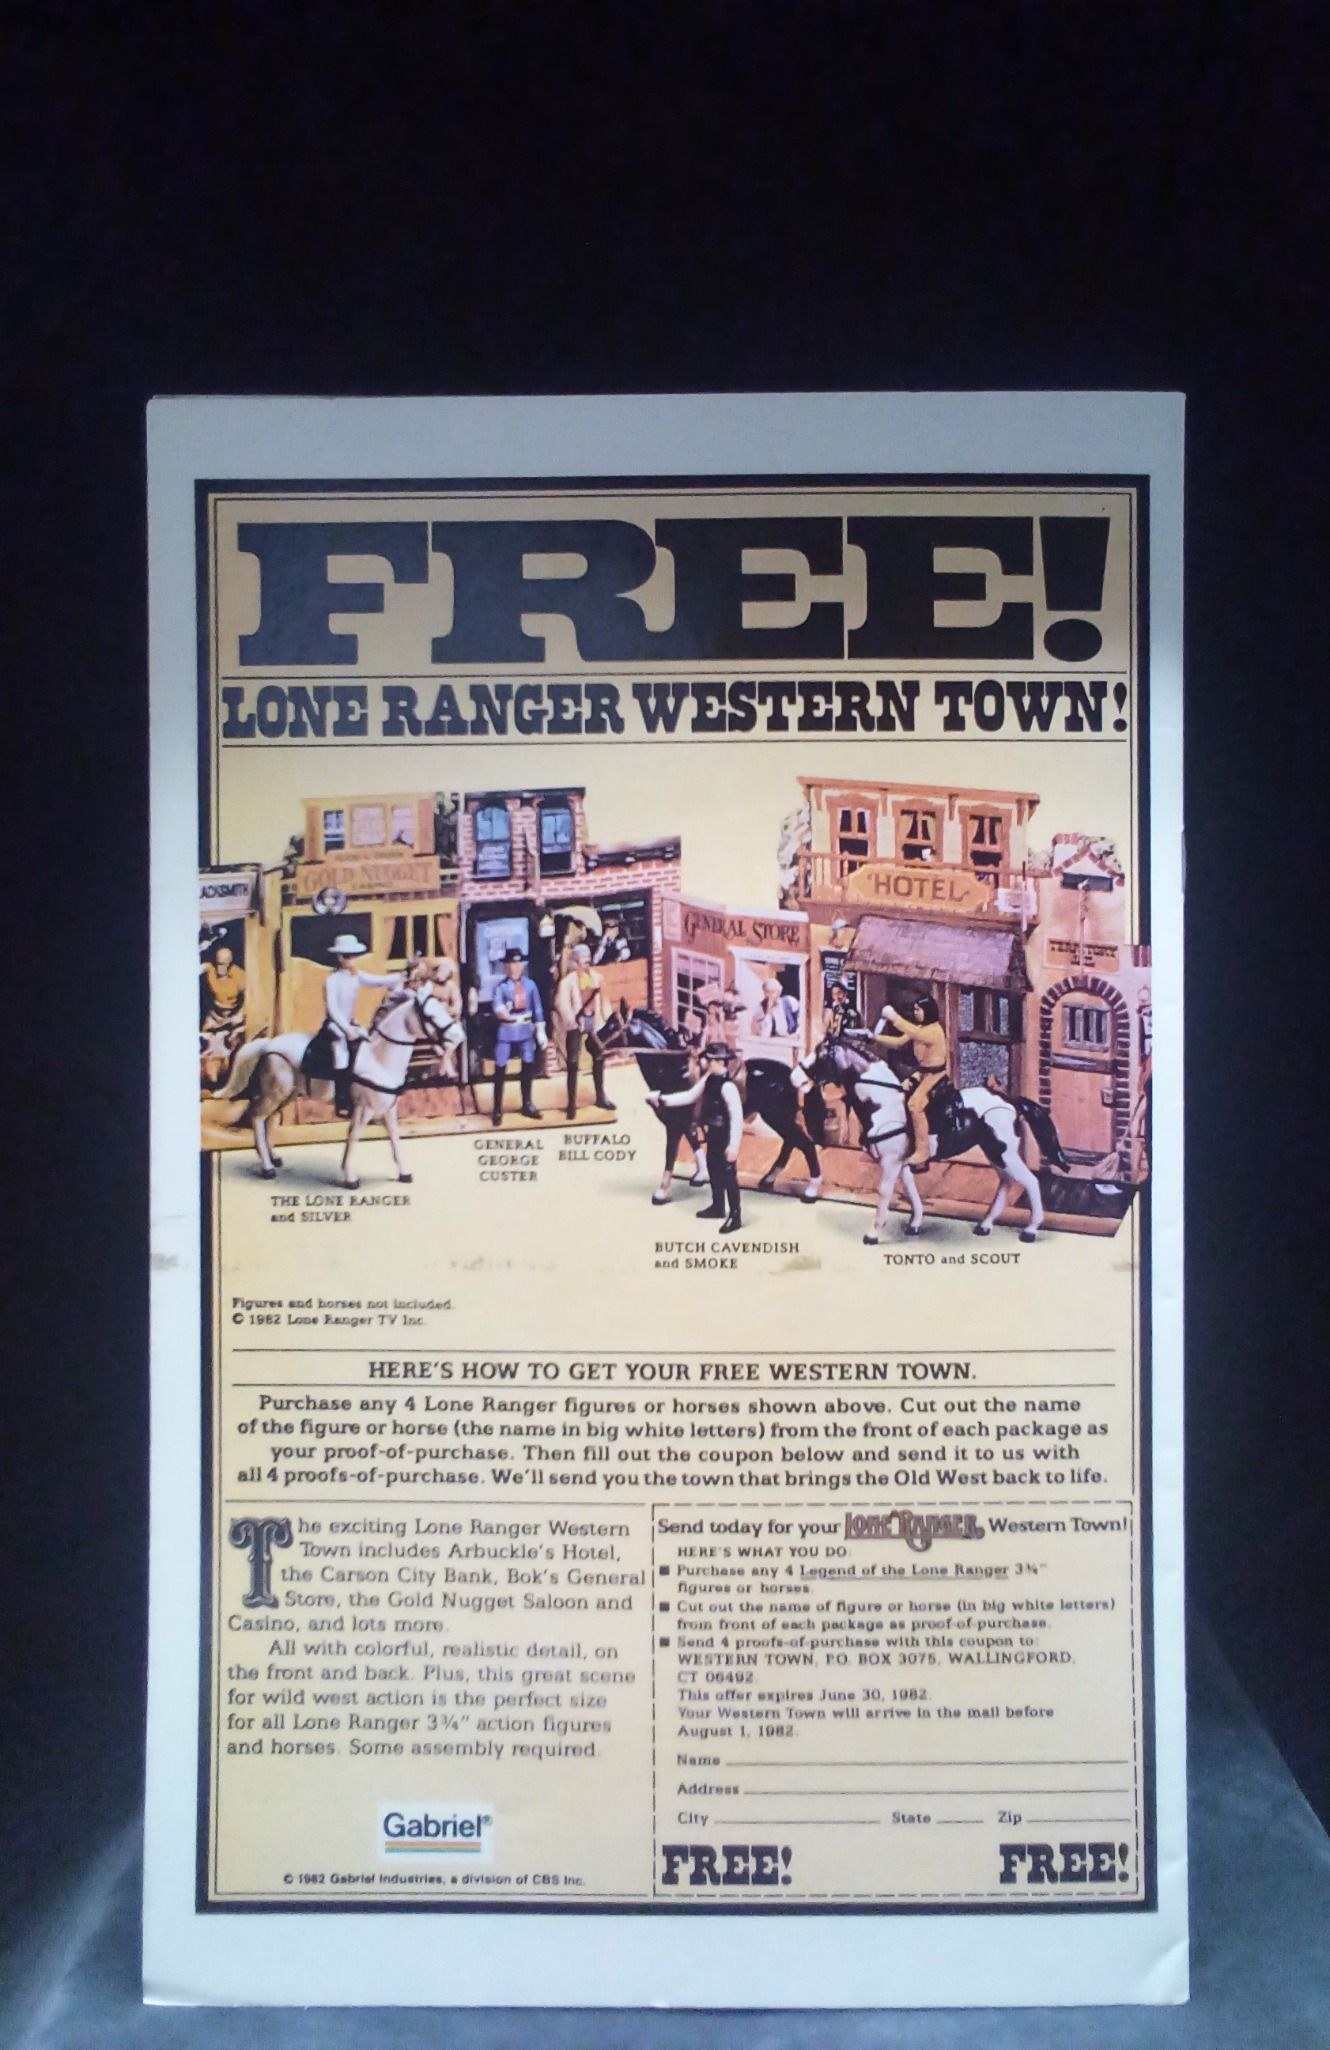 FREE!
LONE RANGER WESTERN TOWN!
GOLD NUGGET
HOTEL
GENERAL STORE
GENERAL
GEORGE
CUSTER
BUFFALO
BILL CODY
THE LONE RANGER
and SILVER
BUTCH CAVENDISH
and SMOKE
TONTO and SCOUT
Figures and horses not included.
© 1982 Lone Ranger TV Inc.
HERE'S HOW TO GET YOUR FREE WESTERN TOWN.
Purchase any 4 Lone Ranger figures or horses shown above. Cut out the name
of the figure or horse (the name in big white letters) from the front of each package as
your proof-of-purchase. Then fill out the coupon below and send it to us with
all 4 proofs-of-purchase. We'll send you the town that brings the Old West back to life.
The exciting Lone Ranger Western
Town includes Arbuckle's Hotel,
the Carson City Bank, Bok's General
Store, the Gold Nugget Saloon and
Casino, and lots more.
All with colorful, realistic detail, on
the front and back. Plus, this great scene
for wild west action is the perfect size
for all Lone Ranger 3¾" action figures
and horses. Some assembly required.
Gabriel®
© 1982 Gabriel Industries, a division of CBS Inc.
Send today for your LONE RANGER Western Town!
HERE'S WHAT YOU DO:
■ Purchase any 4 Legend of the Lone Ranger 3¾"
figures or horses.
■ Cut out the name of figure or horse (in big white letters)
from front of each package as proof-of-purchase.
■ Send 4 proofs-of-purchase with this coupon to:
WESTERN TOWN, P.O. BOX 3075, WALLINGFORD,
CT 06492.
This offer expires June 30, 1982.
Your Western Town will arrive in the mail before
August 1, 1982.
Name
Address
City State Zip
FREE! FREE!